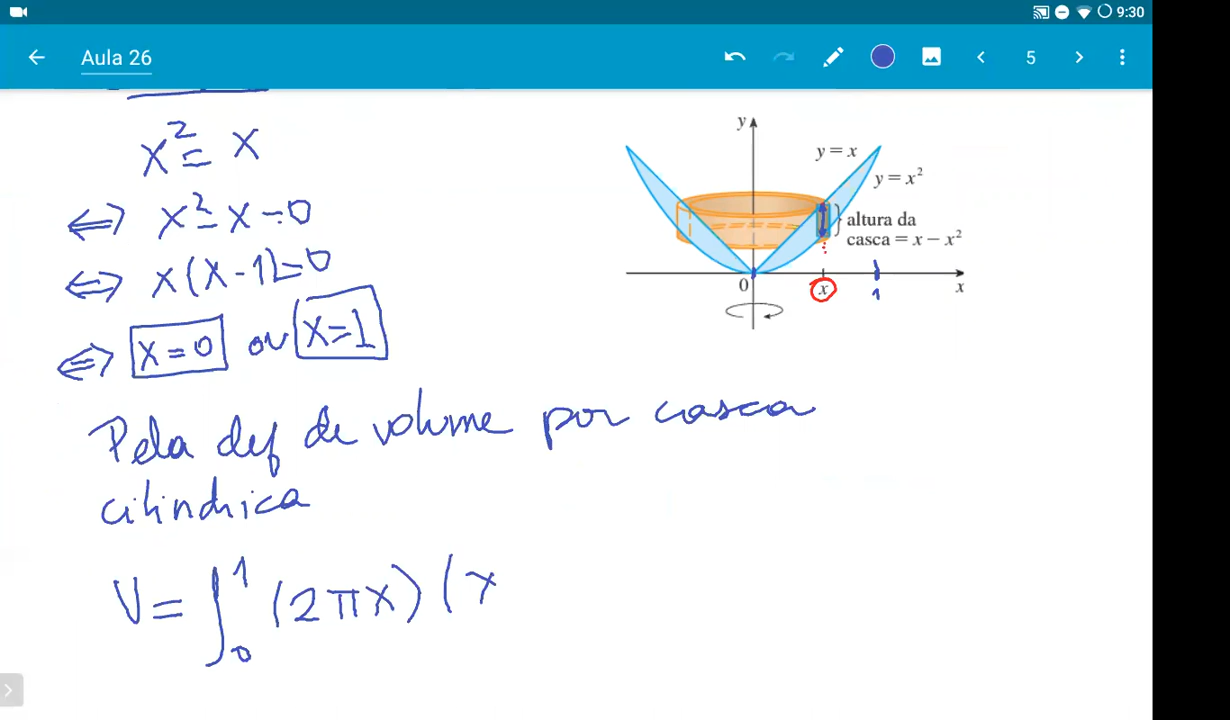 9:30
Aula 26
5
x² = x
⟺ x² - x = 0
⟺ x(x-1)=0
⟺ x=0 ou x=1
Pela def de volume por casca
cilíndrica
V = ∫₀¹ (2πx)(x
y
y = x
y = x²
altura da
casca = x − x²
0
x
1
x